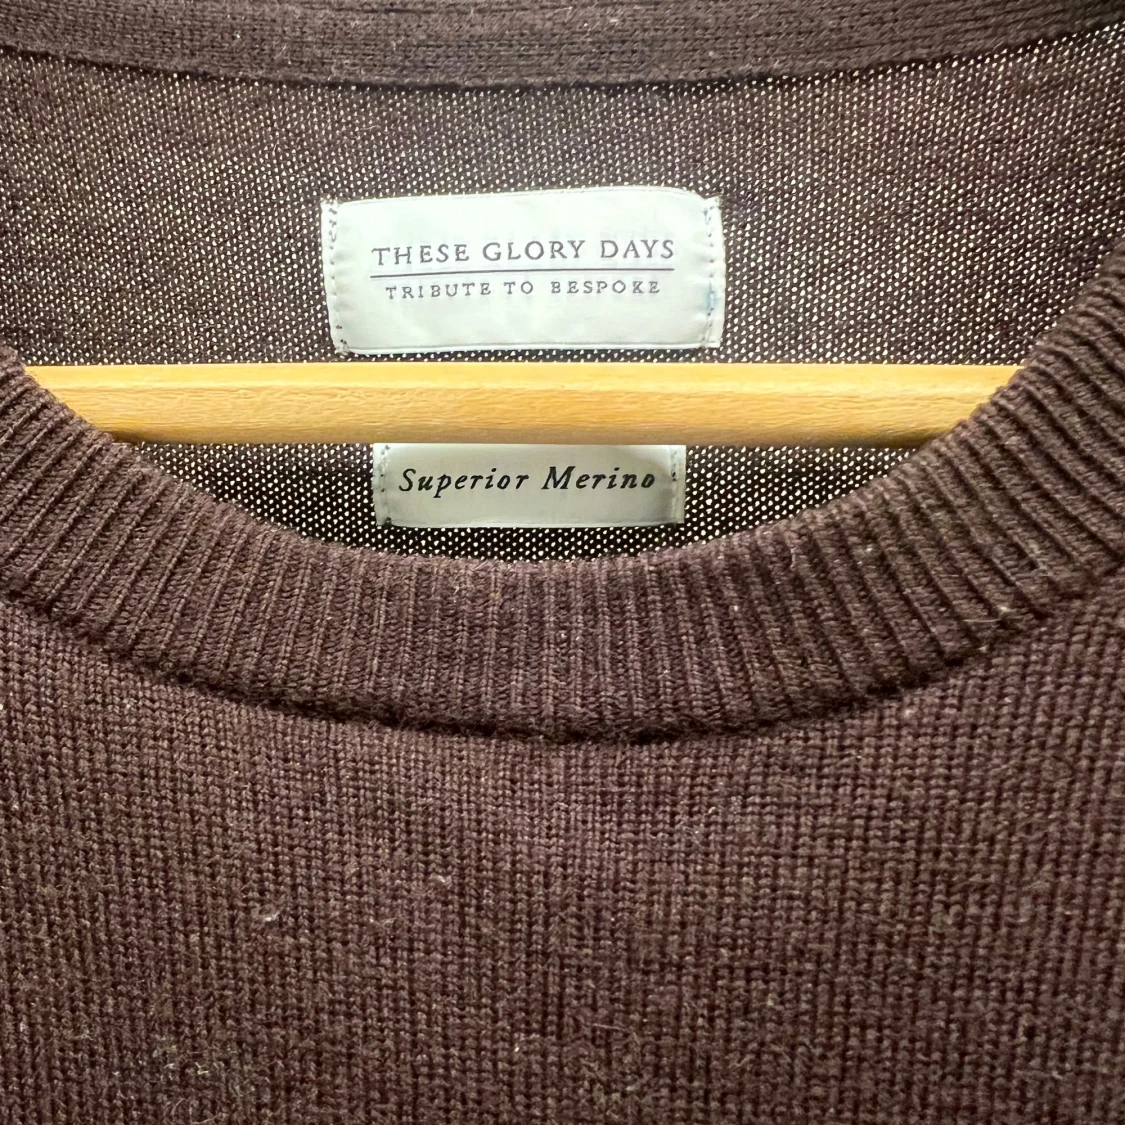 THESE GLORY DAYS
TRIBUTE TO BESPOKE
Superior Merino